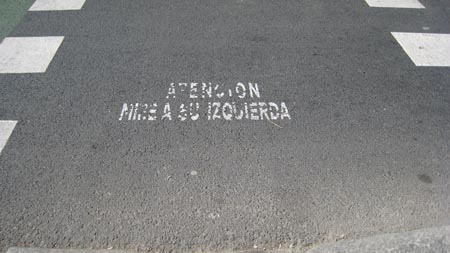 ATENCION
MIRE A SU IZQUIERDA